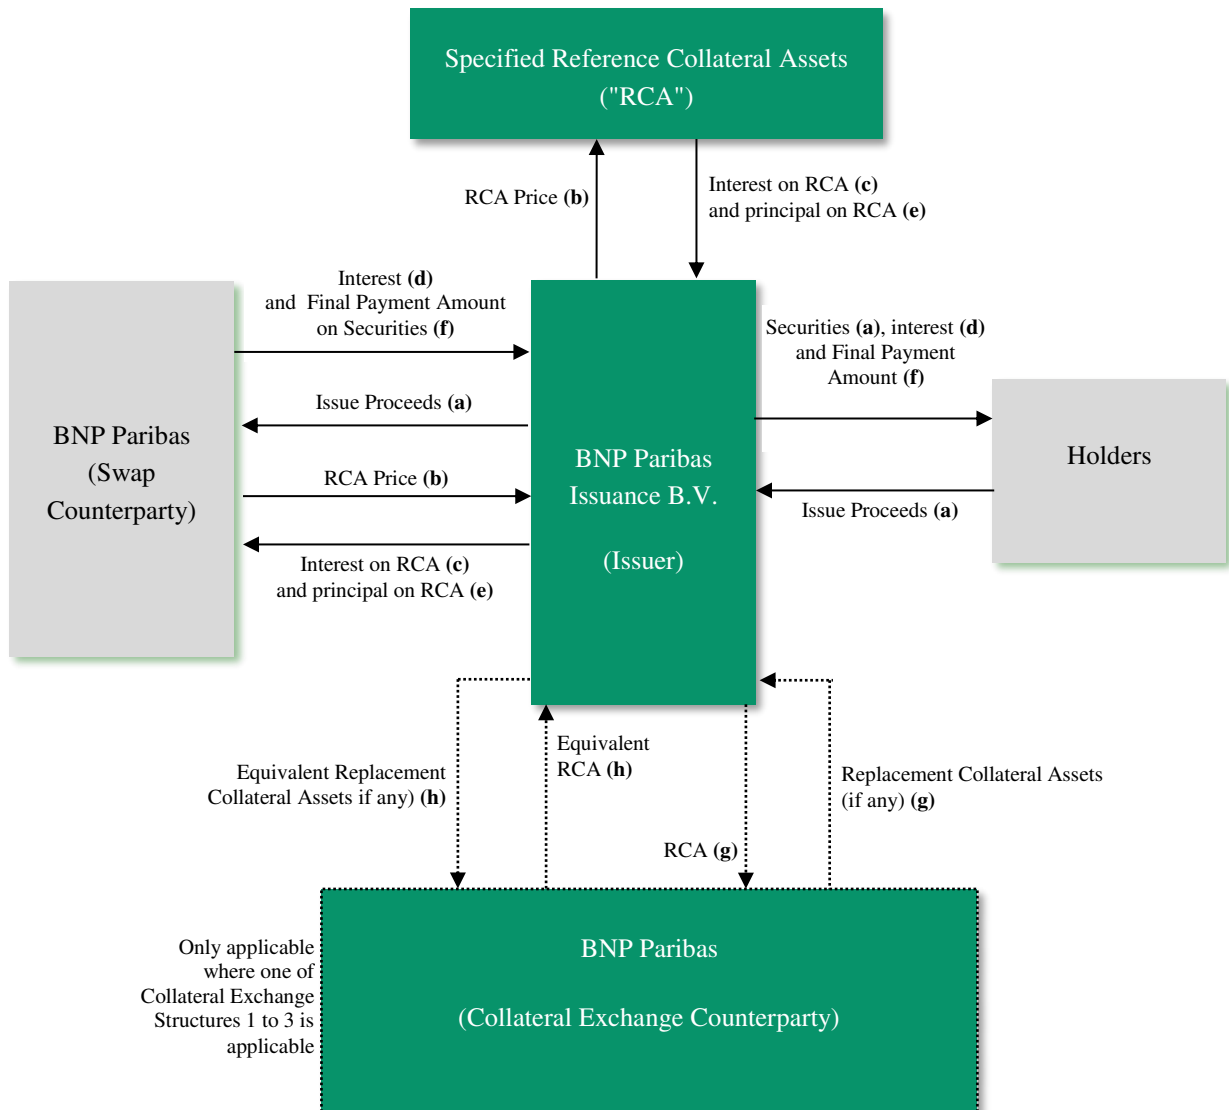 Specified Reference Collateral Assets
("RCA")
RCA Price (b)
Interest on RCA (c)
and principal on RCA (e)
Interest (d)
and Final Payment Amount
on Securities (f)
Securities (a), interest (d)
and Final Payment
Amount (f)
Issue Proceeds (a)
BNP Paribas
(Swap
Counterparty)
RCA Price (b)
BNP Paribas
Issuance B.V.
(Issuer)
Holders
Issue Proceeds (a)
Interest on RCA (c)
and principal on RCA (e)
Equivalent Replacement
Collateral Assets if any) (h)
Equivalent
RCA (h)
RCA (g)
Replacement Collateral Assets
(if any) (g)
Only applicable
where one of
Collateral Exchange
Structures 1 to 3 is
applicable
BNP Paribas
(Collateral Exchange Counterparty)